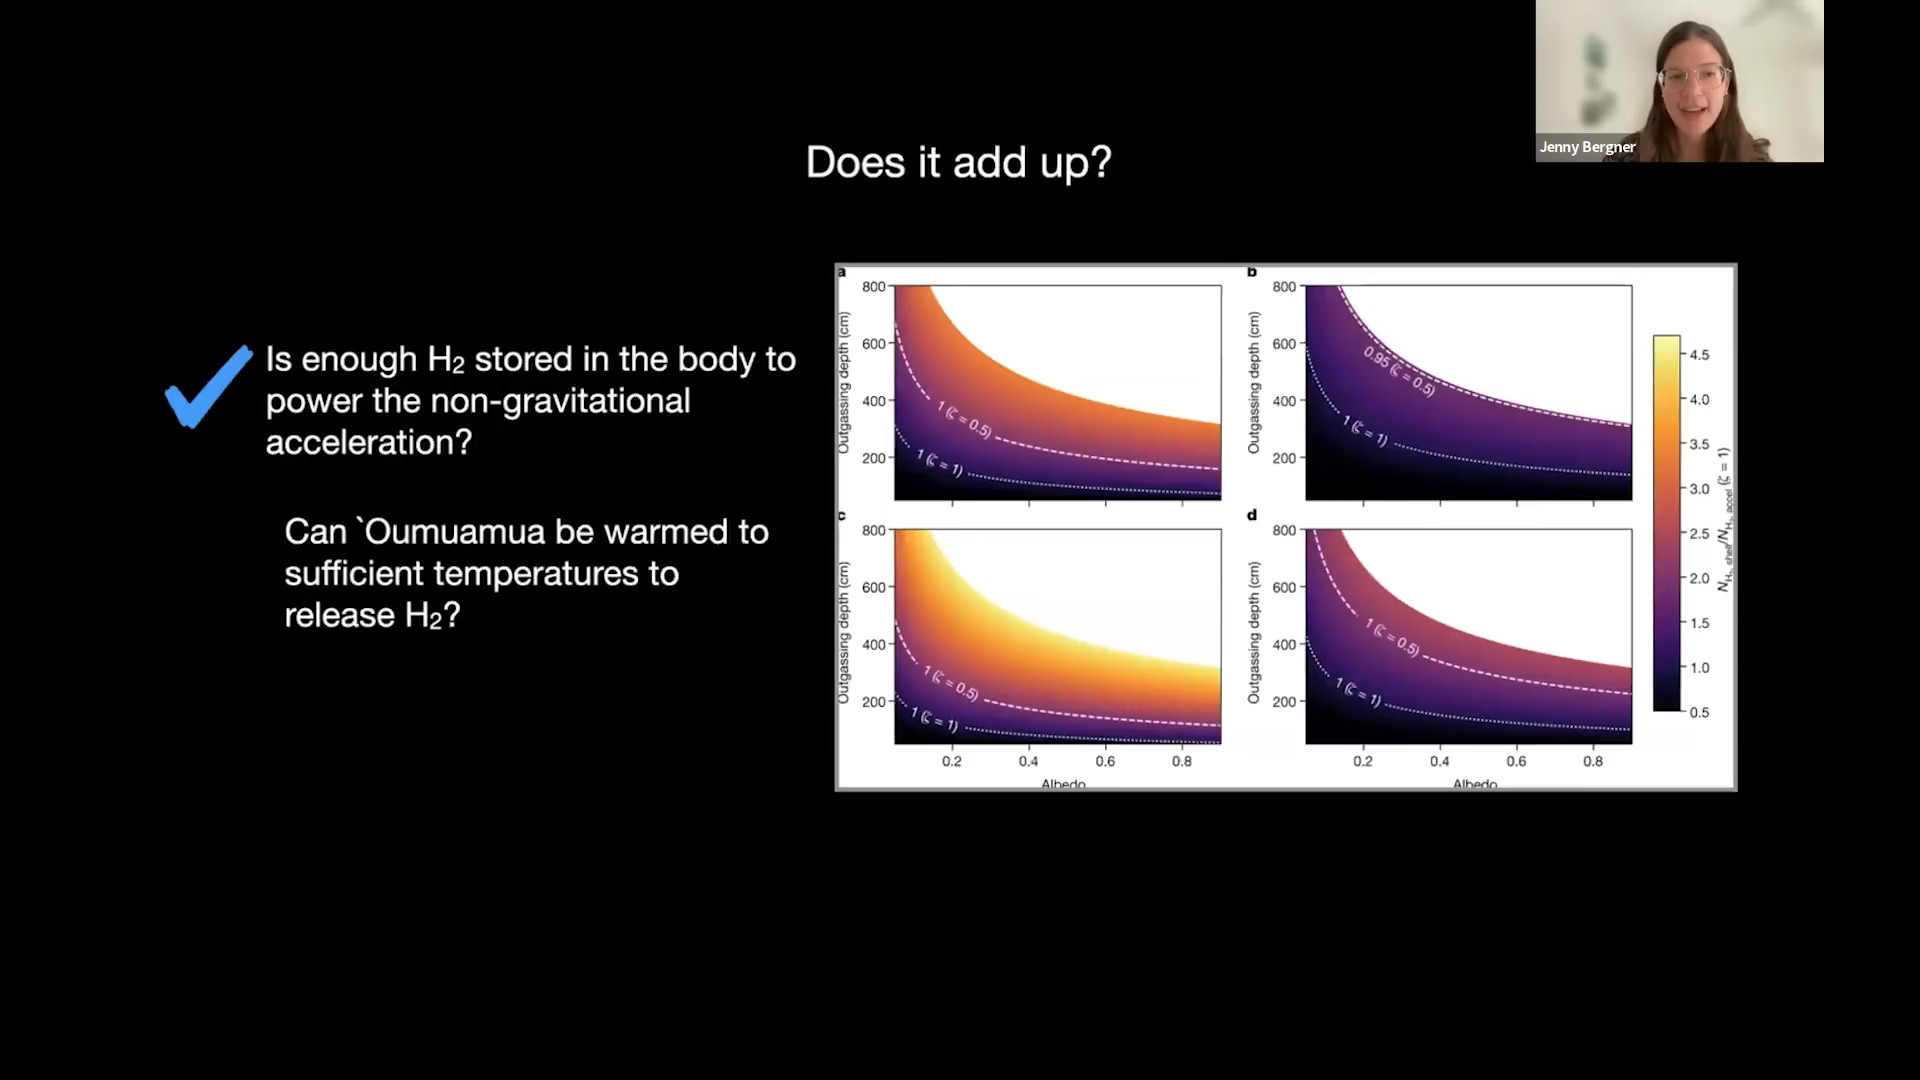 Jenny Bergner
Does it add up?
Is enough H₂ stored in the body to
power the non-gravitational
acceleration?
Can `Oumuamua be warmed to
sufficient temperatures to
release H₂?
a
800
600
400
200
Outgassing depth (cm)
1 (ζ = 0.5)
1 (ζ = 1)
b
800
600
400
200
Outgassing depth (cm)
0.95 (ζ = 0.5)
1 (ζ = 1)
c
800
600
400
200
Outgassing depth (cm)
1 (ζ = 0.5)
1 (ζ = 1)
0.2 0.4 0.6 0.8
Albedo
d
800
600
400
200
Outgassing depth (cm)
1 (ζ = 0.5)
1 (ζ = 1)
0.2 0.4 0.6 0.8
Albedo
4.5
4.0
3.5
3.0
2.5
2.0
1.5
1.0
0.5
N H₂, shell/N H₂, accel (ζ = 1)